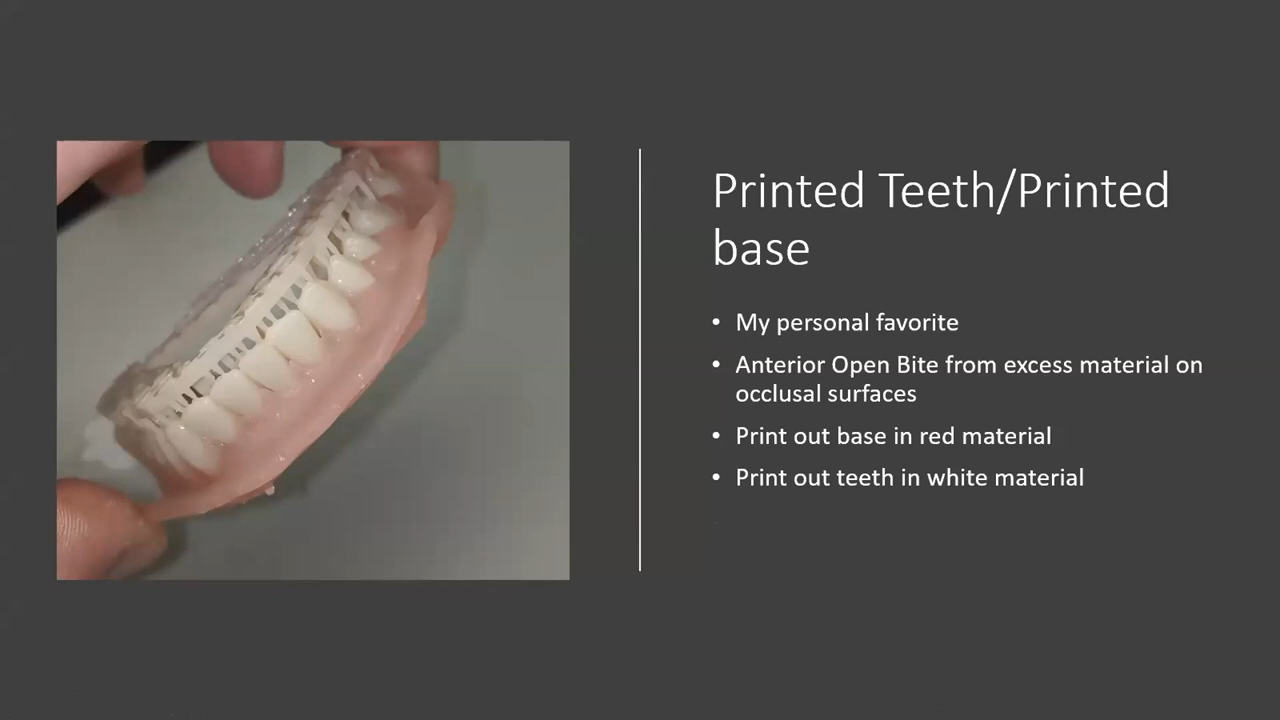 Printed Teeth/Printed
base
• My personal favorite
• Anterior Open Bite from excess material on
occlusal surfaces
• Print out base in red material
• Print out teeth in white material